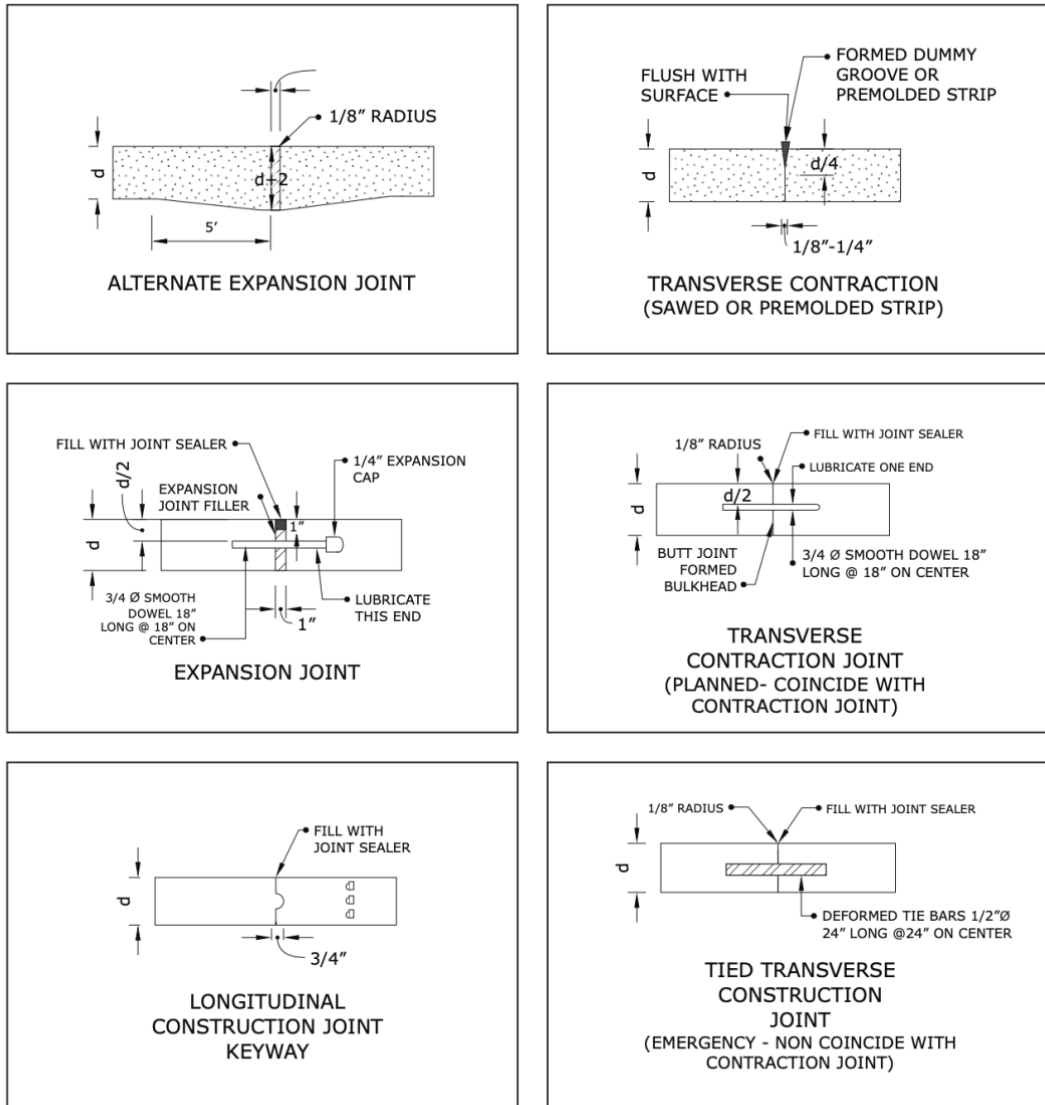 1/8” RADIUS
d
d+2
5'
ALTERNATE EXPANSION JOINT
FLUSH WITH
SURFACE
FORMED DUMMY
GROOVE OR
PREMOLDED STRIP
d
d/4
1/8”-1/4”
TRANSVERSE CONTRACTION
(SAWED OR PREMOLDED STRIP)
FILL WITH JOINT SEALER
1/4” EXPANSION
CAP
d/2
EXPANSION
JOINT FILLER
1”
d
3/4 Ø SMOOTH
DOWEL 18”
LONG @ 18” ON
CENTER
1”
LUBRICATE
THIS END
EXPANSION JOINT
1/8” RADIUS
FILL WITH JOINT SEALER
LUBRICATE ONE END
d
d/2
BUTT JOINT
FORMED
BULKHEAD
3/4 Ø SMOOTH DOWEL 18”
LONG @ 18” ON CENTER
TRANSVERSE
CONTRACTION JOINT
(PLANNED- COINCIDE WITH
CONTRACTION JOINT)
FILL WITH
JOINT SEALER
d
3/4”
LONGITUDINAL
CONSTRUCTION JOINT
KEYWAY
1/8” RADIUS
FILL WITH JOINT SEALER
d
DEFORMED TIE BARS 1/2”Ø
24” LONG @24” ON CENTER
TIED TRANSVERSE
CONSTRUCTION
JOINT
(EMERGENCY - NON COINCIDE WITH
CONTRACTION JOINT)